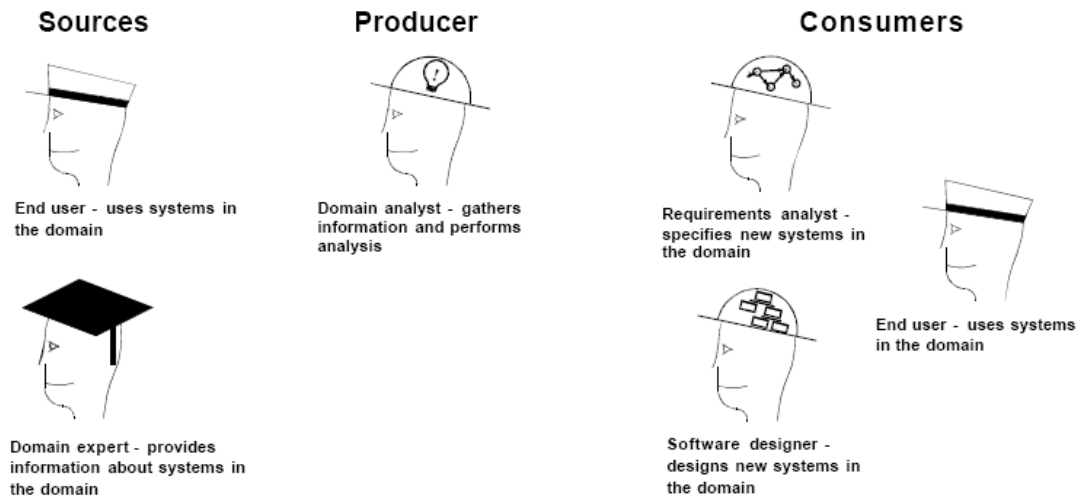 Sources
Producer
Consumers
End user - uses systems in
the domain
Domain analyst - gathers
information and performs
analysis
Requirements analyst -
specifies new systems in
the domain
End user - uses systems
in the domain
Domain expert - provides
information about systems in
the domain
Software designer -
designs new systems in
the domain